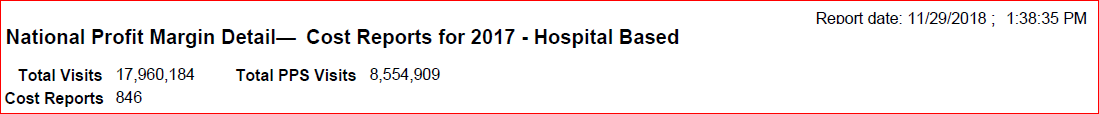 Report date: 11/29/2018 ; 1:38:35 PM
National Profit Margin Detail— Cost Reports for 2017 - Hospital Based
Total Visits 17,960,184 Total PPS Visits 8,554,909
Cost Reports 846